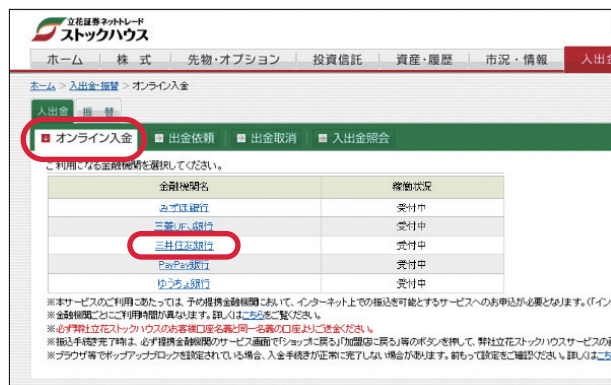 立花証券ネットトレード
ストックハウス
ホーム 株 式 先物・オプション 投資信託 資産・履歴 市況・情報 入出金
ホーム > 入出金・振替 > オンライン入金
入出金 振 替
オンライン入金 出金依頼 出金取消 入出金照会
ご利用になる金融機関を選択してください。
金融機関名 稼働状況
みずほ銀行 受付中
三菱UFJ銀行 受付中
三井住友銀行 受付中
PayPay銀行 受付中
ゆうちょ銀行 受付中
※本サービスのご利用にあたっては、予め提携金融機関において、インターネット上での振込を可能とするサービスへのお申込が必要となります。(「イン
※金融機関ごとにご利用時間が異なります。詳しくはこちらをご覧ください。
※必ず弊社立花ストックハウスのお客様口座名義と同一名義の口座よりご送金ください。
※振込手続き完了時は、必ず提携金融機関のサービス画面で「ショップに戻る」「加盟店に戻る」等のボタンを押して、弊社立花ストックハウスサービスの
※ブラウザ等でポップアップブロックを設定されている場合、入金手続が正常に完了しない場合があります。前もって設定をご確認ください。詳しくはこち